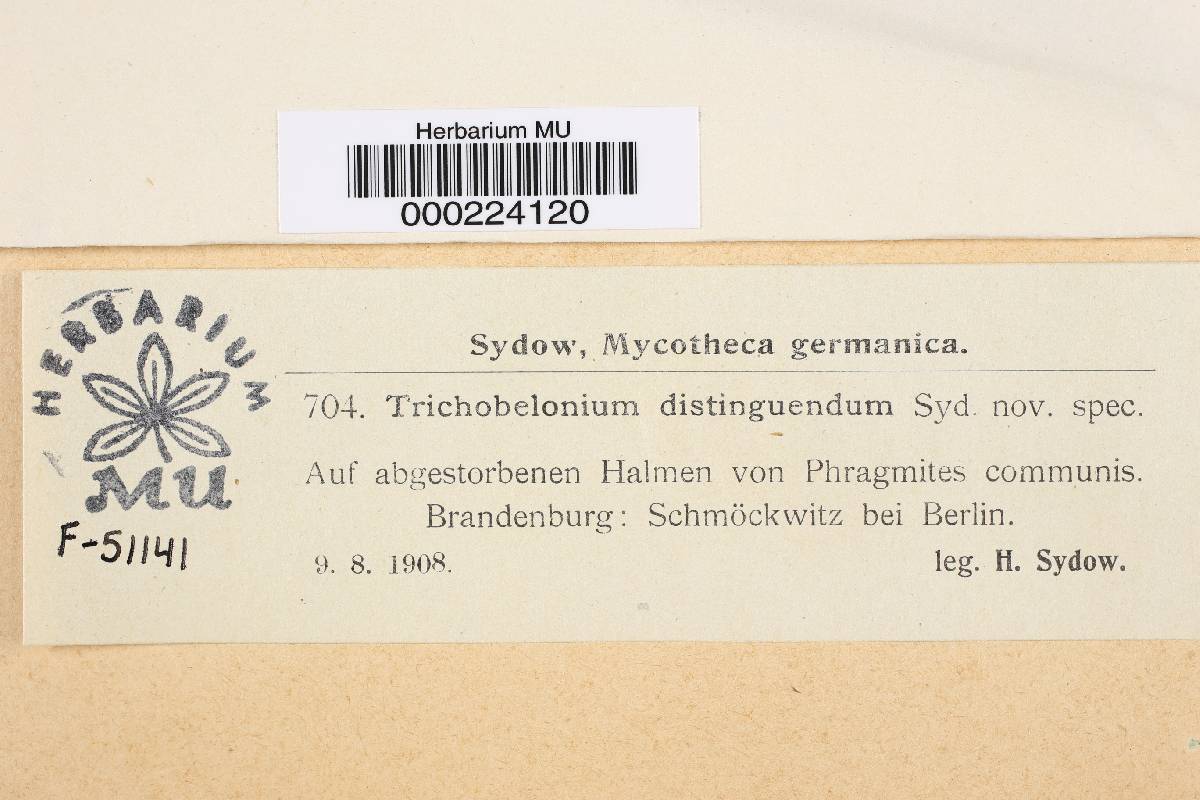 Herbarium MU
000224120
HERBARIUM
MU
F-51141
Sydow, Mycotheca germanica.
704. Trichobelonium distinguendum Syd. nov. spec.
Auf abgestorbenen Halmen von Phragmites communis.
Brandenburg: Schmöckwitz bei Berlin.
9. 8. 1908. leg. H. Sydow.